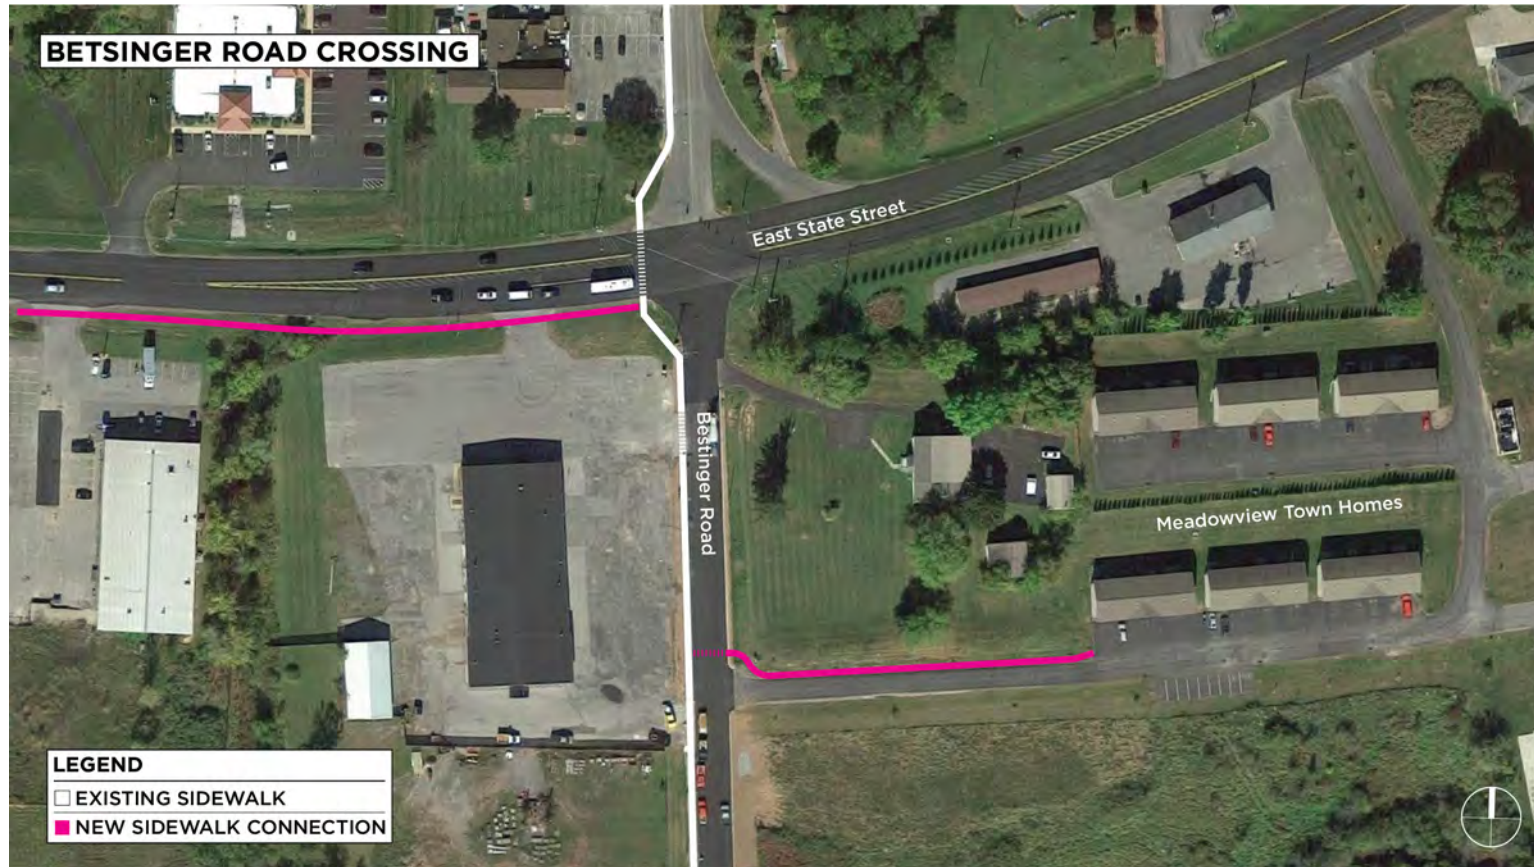 BETSINGER ROAD CROSSING
East State Street
Bestinger Road
Meadowview Town Homes
LEGEND
EXISTING SIDEWALK
NEW SIDEWALK CONNECTION